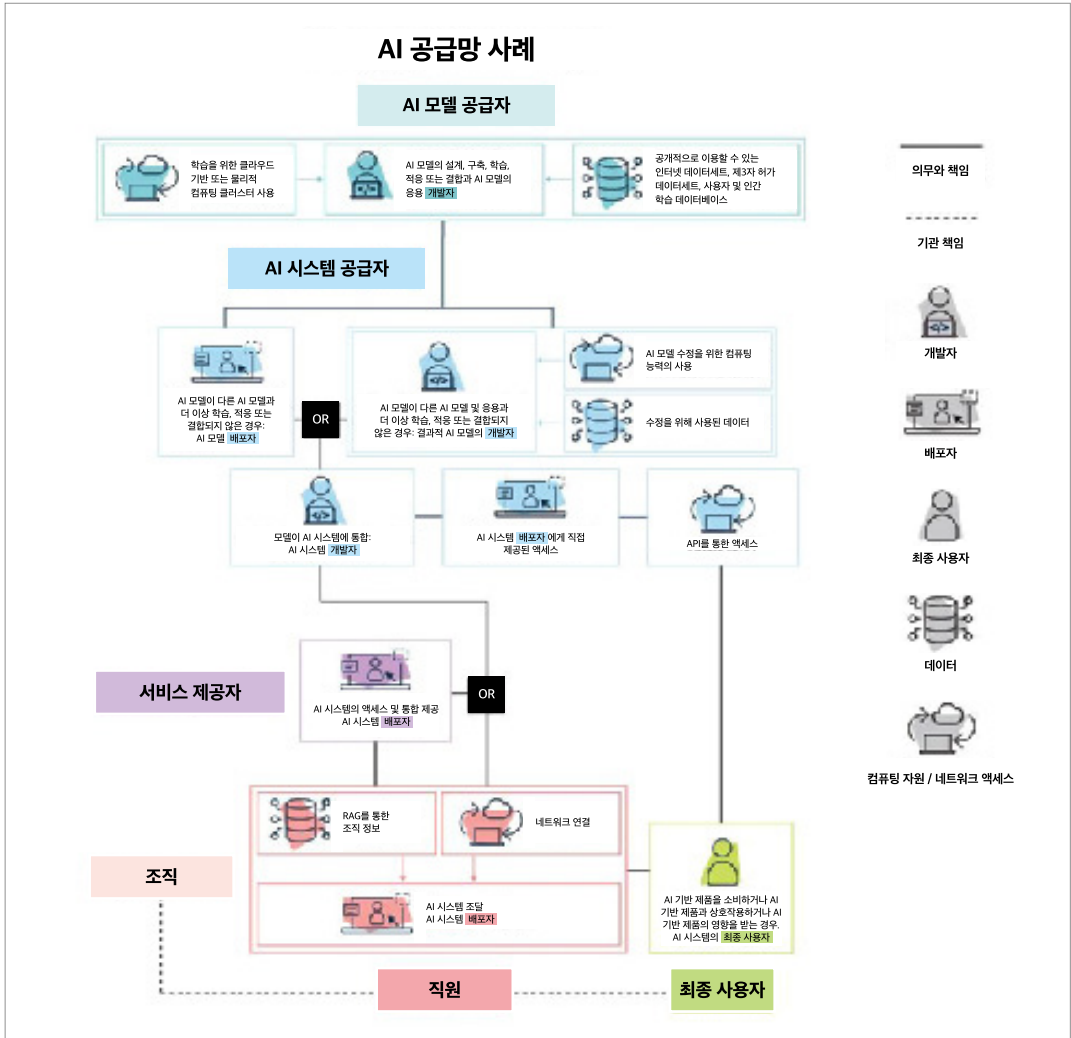 AI 공급망 사례
AI 모델 공급자
학습을 위한 클라우드
기반 또는 물리적
컴퓨팅 클러스터 사용
AI 모델의 설계, 구축, 학습,
적응 또는 결합과 AI 모델의
응용 개발자
공개적으로 이용할 수 있는
인터넷 데이터세트, 제3자 허가
데이터세트, 사용자 및 인간
학습 데이터베이스
AI 시스템 공급자
AI 모델이 다른 AI 모델과
더 이상 학습, 적응 또는
결합되지 않은 경우:
AI 모델 배포자
OR
AI 모델이 다른 AI 모델 및 응용과
더 이상 학습, 적응 또는 결합되지
않은 경우: 결과적 AI 모델의 개발자
AI 모델 수정을 위한 컴퓨팅
능력의 사용
수정을 위해 사용된 데이터
모델이 AI 시스템에 통합:
AI 시스템 개발자
AI 시스템 배포자 에게 직접
제공된 액세스
API를 통한 액세스
서비스 제공자
AI 시스템의 액세스 및 통합 제공
AI 시스템 배포자
OR
RAG를 통한
조직 정보
네트워크 연결
조직
AI 시스템 조달
AI 시스템 배포자
AI 기반 제품을 소비하거나 AI
기반 제품과 상호작용하거나 AI
기반 제품의 영향을 받는 경우.
AI 시스템의 최종 사용자
직원
최종 사용자
의무와 책임
기관 책임
개발자
배포자
최종 사용자
데이터
컴퓨팅 자원 / 네트워크 액세스